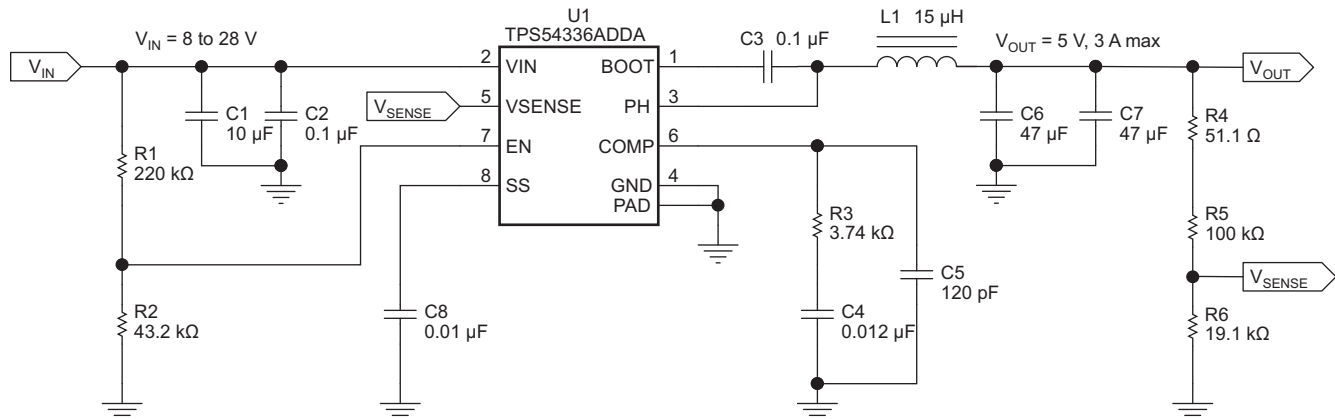 U1
TPS54336ADDA
V_IN = 8 to 28 V
V_IN
2 VIN BOOT 1
C3 0.1 µF
L1 15 µH
V_OUT = 5 V, 3 A max
V_OUT
V_SENSE
5 VSENSE PH 3
C1
10 µF
C2
0.1 µF
C6
47 µF
C7
47 µF
R4
51.1 Ω
7 EN COMP 6
R1
220 kΩ
8 SS GND 4
PAD
R3
3.74 kΩ
R5
100 kΩ
C5
120 pF
V_SENSE
R2
43.2 kΩ
C8
0.01 µF
C4
0.012 µF
R6
19.1 kΩ